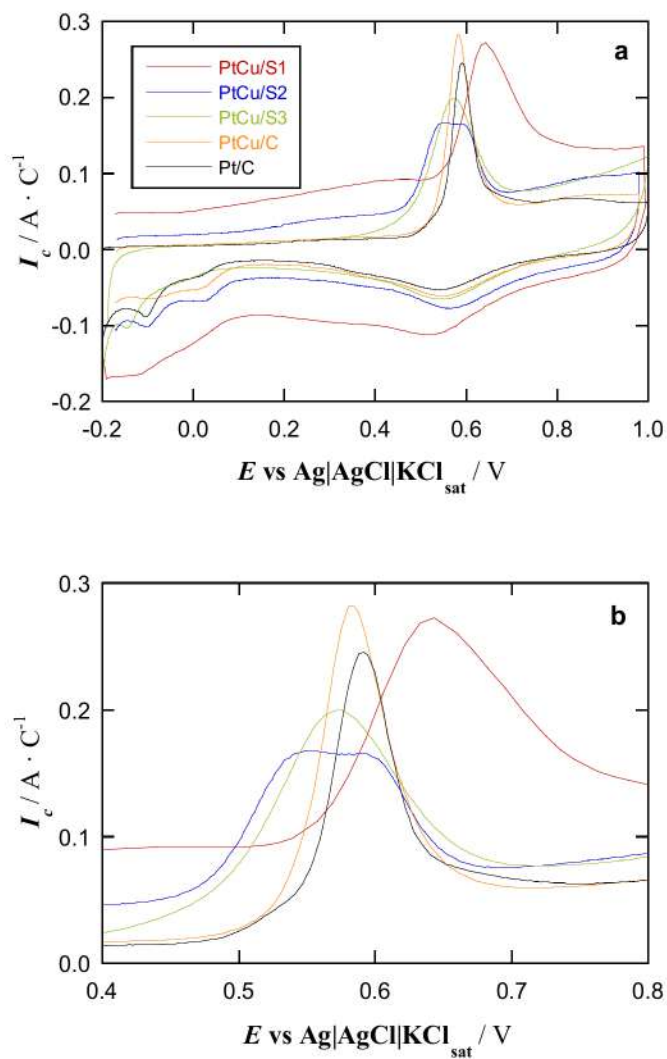 a
0.3
PtCu/S1
PtCu/S2
PtCu/S3
PtCu/C
Pt/C
0.2
0.1
0.0
-0.1
-0.2
I_c / A · C⁻¹
-0.2 0.0 0.2 0.4 0.6 0.8 1.0
E vs Ag|AgCl|KCl_sat / V
b
0.3
0.2
0.1
0.0
I_c / A · C⁻¹
0.4 0.5 0.6 0.7 0.8
E vs Ag|AgCl|KCl_sat / V